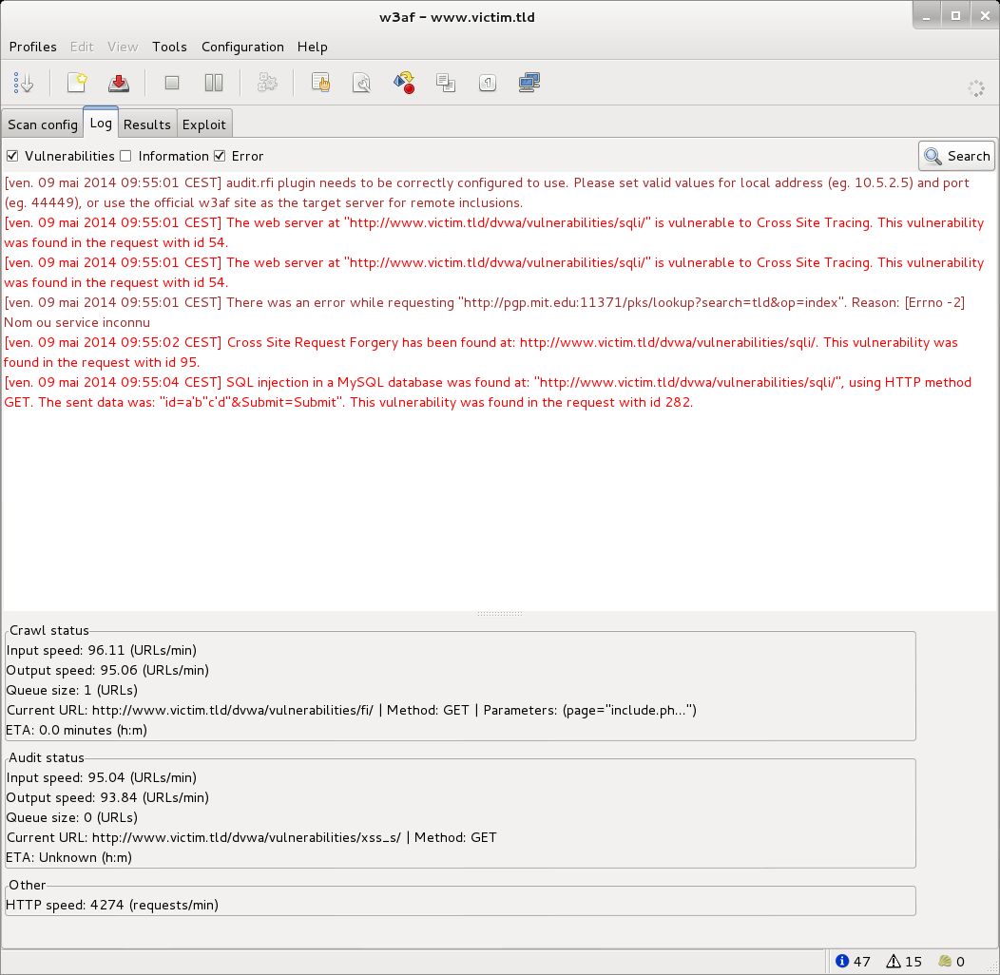 w3af - www.victim.tld
Profiles Edit View Tools Configuration Help
1
Scan config Log Results Exploit
Vulnerabilities Information Error Search
[ven. 09 mai 2014 09:55:01 CEST] audit.rfi plugin needs to be correctly configured to use. Please set valid values for local address (eg. 10.5.2.5) and port
(eg. 44449), or use the official w3af site as the target server for remote inclusions.
[ven. 09 mai 2014 09:55:01 CEST] The web server at "http://www.victim.tld/dvwa/vulnerabilities/sqli/" is vulnerable to Cross Site Tracing. This vulnerability
was found in the request with id 54.
[ven. 09 mai 2014 09:55:01 CEST] The web server at "http://www.victim.tld/dvwa/vulnerabilities/sqli/" is vulnerable to Cross Site Tracing. This vulnerability
was found in the request with id 54.
[ven. 09 mai 2014 09:55:01 CEST] There was an error while requesting "http://pgp.mit.edu:11371/pks/lookup?search=tld&op=index". Reason: [Errno -2]
Nom ou service inconnu
[ven. 09 mai 2014 09:55:02 CEST] Cross Site Request Forgery has been found at: http://www.victim.tld/dvwa/vulnerabilities/sqli/. This vulnerability was
found in the request with id 95.
[ven. 09 mai 2014 09:55:04 CEST] SQL injection in a MySQL database was found at: "http://www.victim.tld/dvwa/vulnerabilities/sqli/", using HTTP method
GET. The sent data was: "id=a'b"c'd"&Submit=Submit". This vulnerability was found in the request with id 282.
Crawl status
Input speed: 96.11 (URLs/min)
Output speed: 95.06 (URLs/min)
Queue size: 1 (URLs)
Current URL: http://www.victim.tld/dvwa/vulnerabilities/fi/ | Method: GET | Parameters: (page="include.ph...")
ETA: 0.0 minutes (h:m)
Audit status
Input speed: 95.04 (URLs/min)
Output speed: 93.84 (URLs/min)
Queue size: 0 (URLs)
Current URL: http://www.victim.tld/dvwa/vulnerabilities/xss_s/ | Method: GET
ETA: Unknown (h:m)
Other
HTTP speed: 4274 (requests/min)
47 15 0